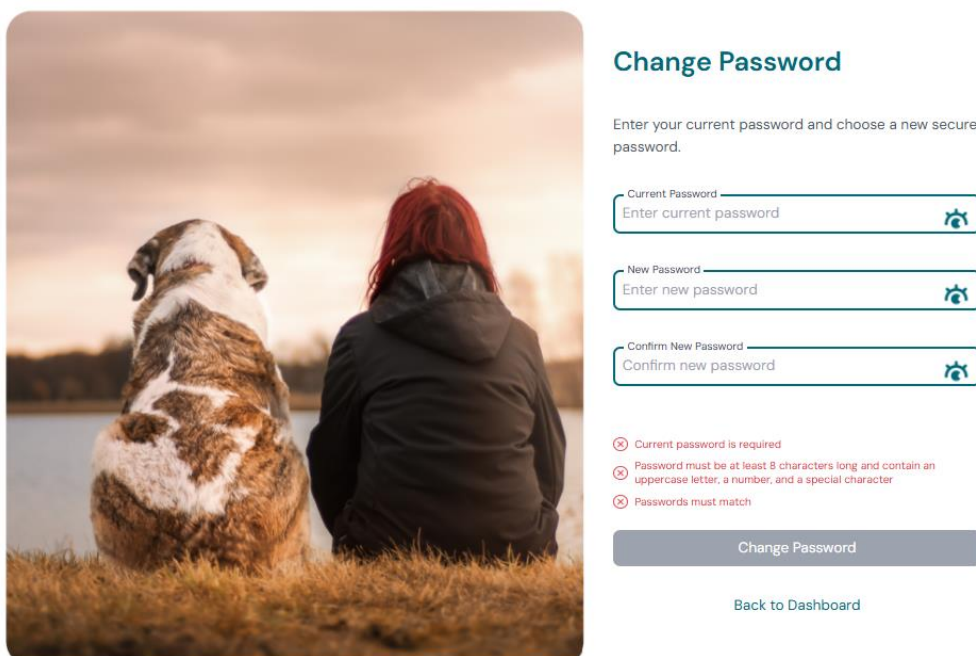 Change Password
Enter your current password and choose a new secure
password.
Current Password
Enter current password
New Password
Enter new password
Confirm New Password
Confirm new password
Current password is required
Password must be at least 8 characters long and contain an
uppercase letter, a number, and a special character
Passwords must match
Change Password
Back to Dashboard